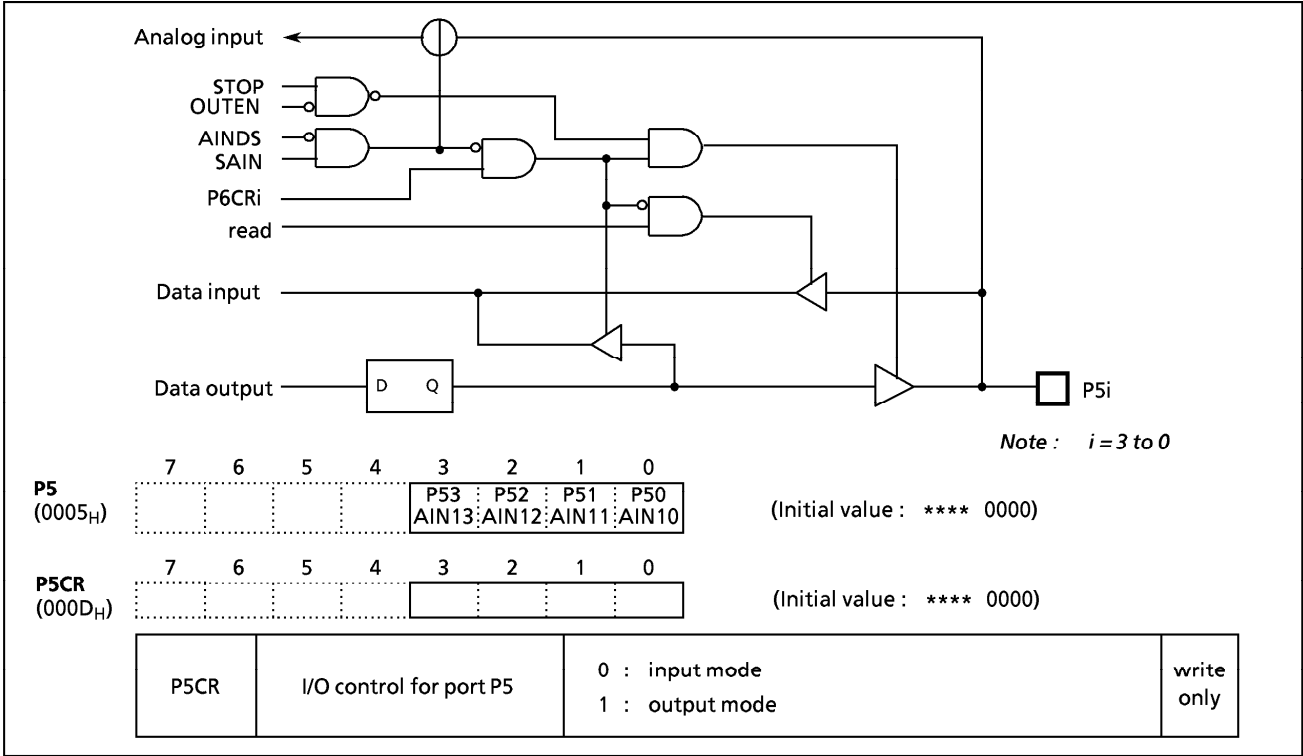 Analog input
STOP
OUTEN
AINDS
SAIN
P6CRi
read
Data input
Data output
D Q
P5i
Note : i = 3 to 0
7 6 5 4 3 2 1 0
P5
(0005H)
P53 P52 P51 P50
AIN13 AIN12 AIN11 AIN10
(Initial value : **** 0000)
7 6 5 4 3 2 1 0
P5CR
(000DH)
(Initial value : **** 0000)
P5CR
I/O control for port P5
0 : input mode
1 : output mode
write
only